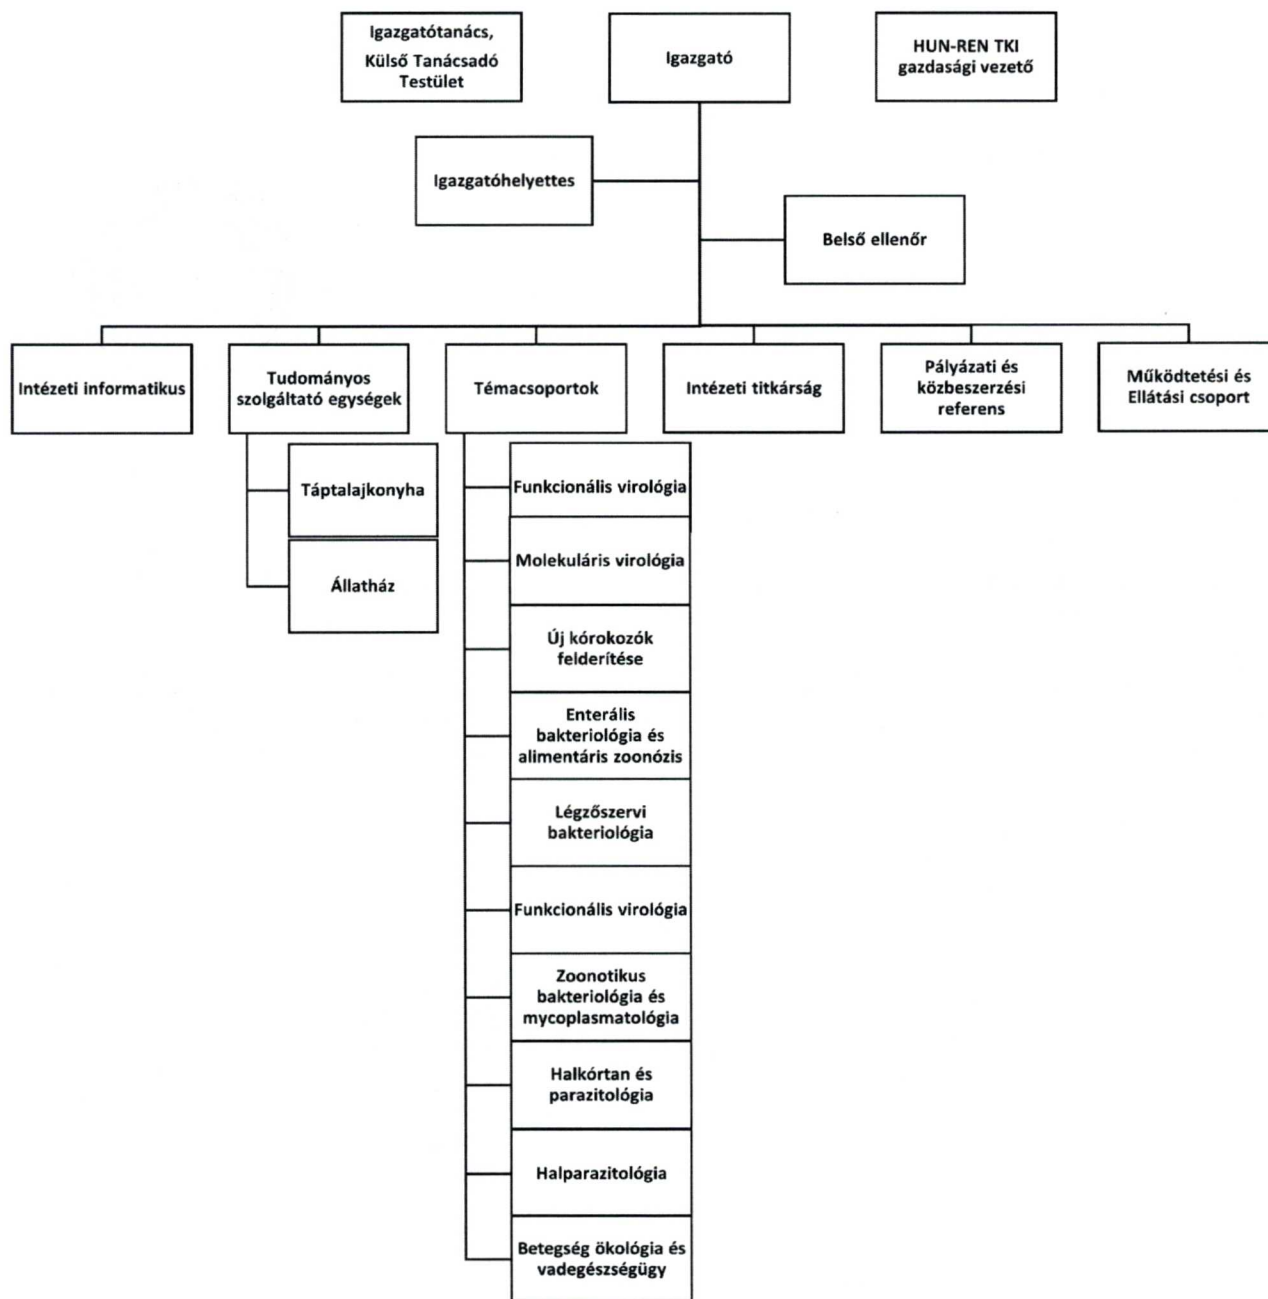 Igazgatótanács,
Külső Tanácsadó
Testület
Igazgató
HUN-REN TKI
gazdasági vezető
Igazgatóhelyettes
Belső ellenőr
Intézeti informatikus
Tudományos
szolgáltató egységek
Témacsoportok
Intézeti titkárság
Pályázati és
közbeszerzési
referens
Működtetési és
Ellátási csoport
Táptalajkonyha
Állatház
Funkcionális virológia
Molekuláris virológia
Új kórokozók
felderítése
Enterális
bakteriológia és
alimentáris zoonózis
Légzőszervi
bakteriológia
Funkcionális virológia
Zoonotikus
bakteriológia és
mycoplasmatológia
Halkórtan és
parazitológia
Halparazitológia
Betegség ökológia és
vadegészségügy